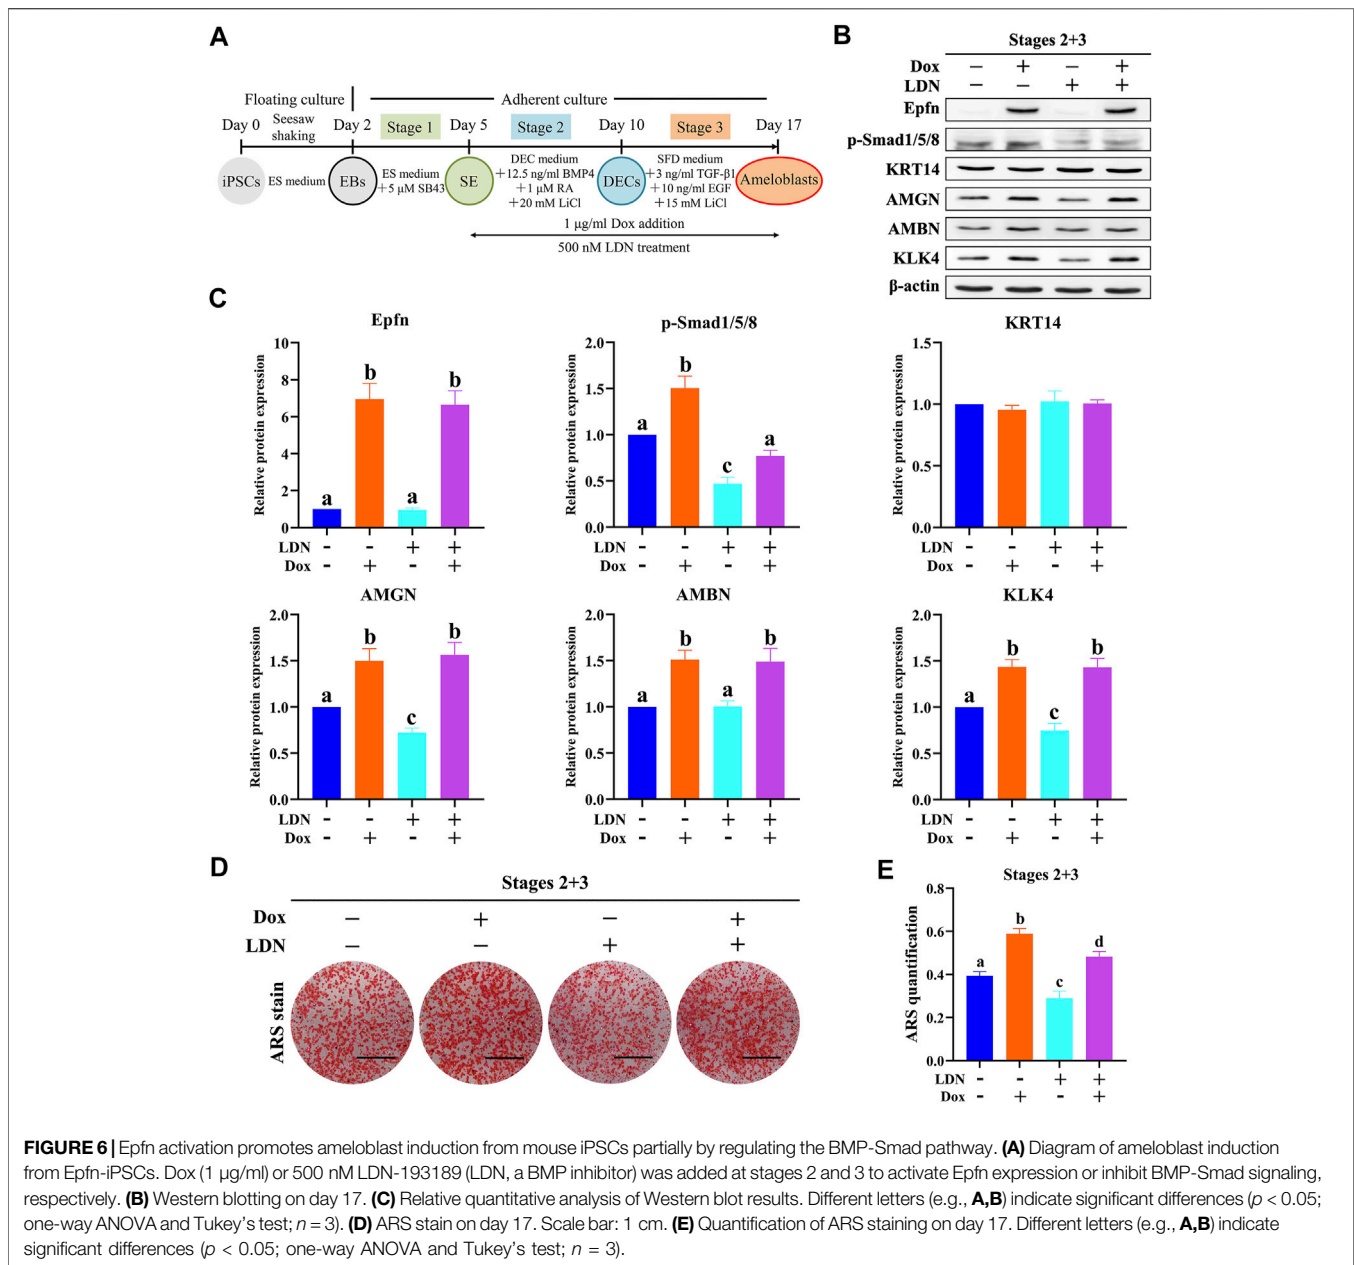 A
Floating culture
Adherent culture
Seesaw
shaking
Day 0
Day 2
Stage 1
Day 5
Stage 2
Day 10
Stage 3
Day 17
iPSCs
ES medium
EBs
ES medium
+5 μM SB43
SE
DEC medium
+12.5 ng/ml BMP4
+1 μM RA
+20 mM LiCl
DECs
SFD medium
+3 ng/ml TGF-β1
+10 ng/ml EGF
+15 mM LiCl
Ameloblasts
1 μg/ml Dox addition
500 nM LDN treatment
B
Stages 2+3
Dox − + − +
LDN − − + +
Epfn
p-Smad1/5/8
KRT14
AMGN
AMBN
KLK4
β-actin
C
Epfn
Relative protein expression
10
8
6
4
2
0
a b a b
LDN - - + +
Dox - + - +
p-Smad1/5/8
Relative protein expression
2.0
1.5
1.0
0.5
0.0
a b c a
LDN - - + +
Dox - + - +
KRT14
Relative protein expression
1.5
1.0
0.5
0.0
LDN - - + +
Dox - + - +
AMGN
Relative protein expression
2.0
1.5
1.0
0.5
0.0
a b c b
LDN - - + +
Dox - + - +
AMBN
Relative protein expression
2.0
1.5
1.0
0.5
0.0
a b a b
LDN - - + +
Dox - + - +
KLK4
Relative protein expression
2.0
1.5
1.0
0.5
0.0
a b c b
LDN - - + +
Dox - + - +
D
Stages 2+3
Dox − + − +
LDN − − + +
ARS stain
E
Stages 2+3
ARS quantification
0.8
0.6
0.4
0.2
0.0
a b c d
LDN - - + +
Dox - + - +
FIGURE 6 | Epfn activation promotes ameloblast induction from mouse iPSCs partially by regulating the BMP-Smad pathway. (A) Diagram of ameloblast induction
from Epfn-iPSCs. Dox (1 μg/ml) or 500 nM LDN-193189 (LDN, a BMP inhibitor) was added at stages 2 and 3 to activate Epfn expression or inhibit BMP-Smad signaling,
respectively. (B) Western blotting on day 17. (C) Relative quantitative analysis of Western blot results. Different letters (e.g., A,B) indicate significant differences (p < 0.05;
one-way ANOVA and Tukey's test; n = 3). (D) ARS stain on day 17. Scale bar: 1 cm. (E) Quantification of ARS staining on day 17. Different letters (e.g., A,B) indicate
significant differences (p < 0.05; one-way ANOVA and Tukey's test; n = 3).